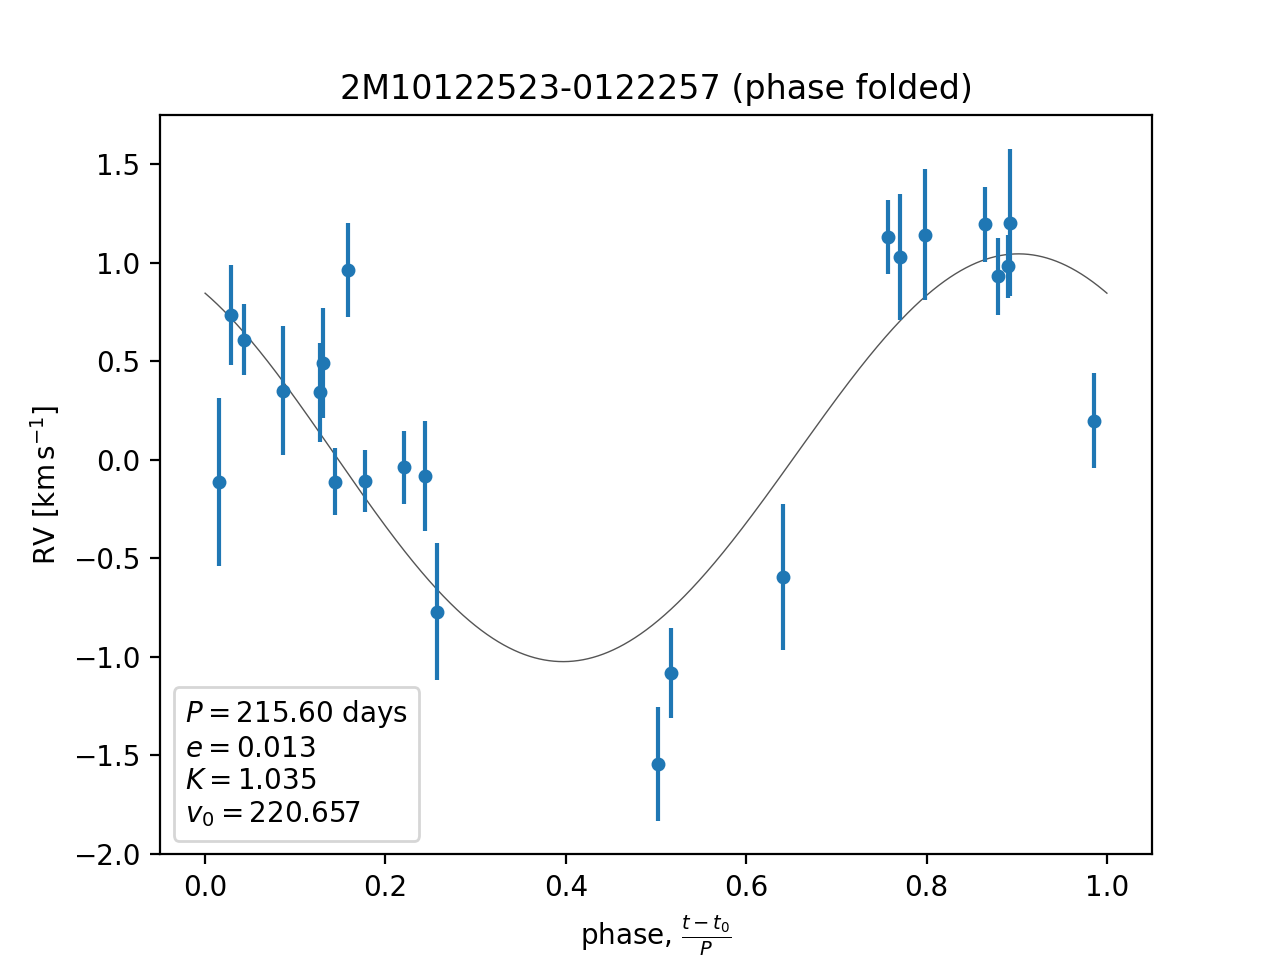 2M10122523-0122257 (phase folded)
RV [km s⁻¹]
1.5
1.0
0.5
0.0
−0.5
−1.0
−1.5
−2.0
P = 215.60 days
e = 0.013
K = 1.035
v₀ = 220.657
0.0 0.2 0.4 0.6 0.8 1.0
phase, (t − t₀)/P